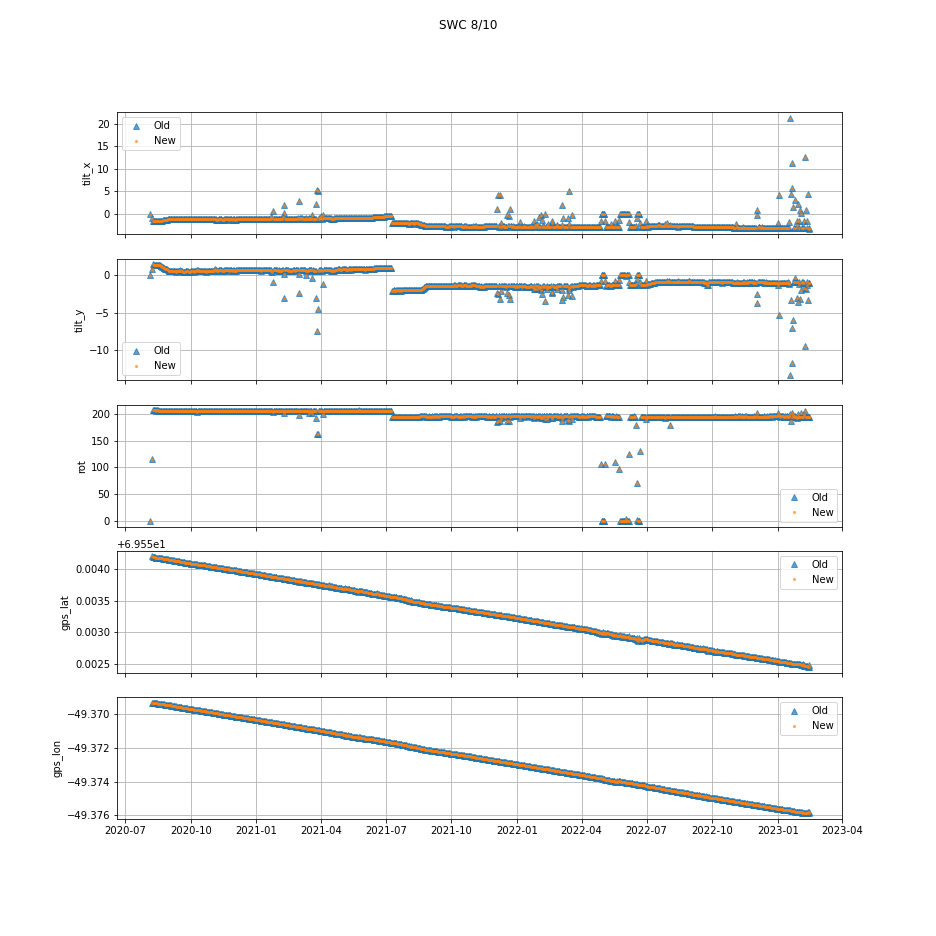 SWC 8/10
20
15
10
5
0
tilt_x
Old
New
0
−5
−10
tilt_y
Old
New
200
150
100
50
0
rot
Old
New
+6.955e1
0.0040
0.0035
0.0030
0.0025
gps_lat
Old
New
−49.370
−49.372
−49.374
−49.376
gps_lon
Old
New
2020-07 2020-10 2021-01 2021-04 2021-07 2021-10 2022-01 2022-04 2022-07 2022-10 2023-01 2023-04